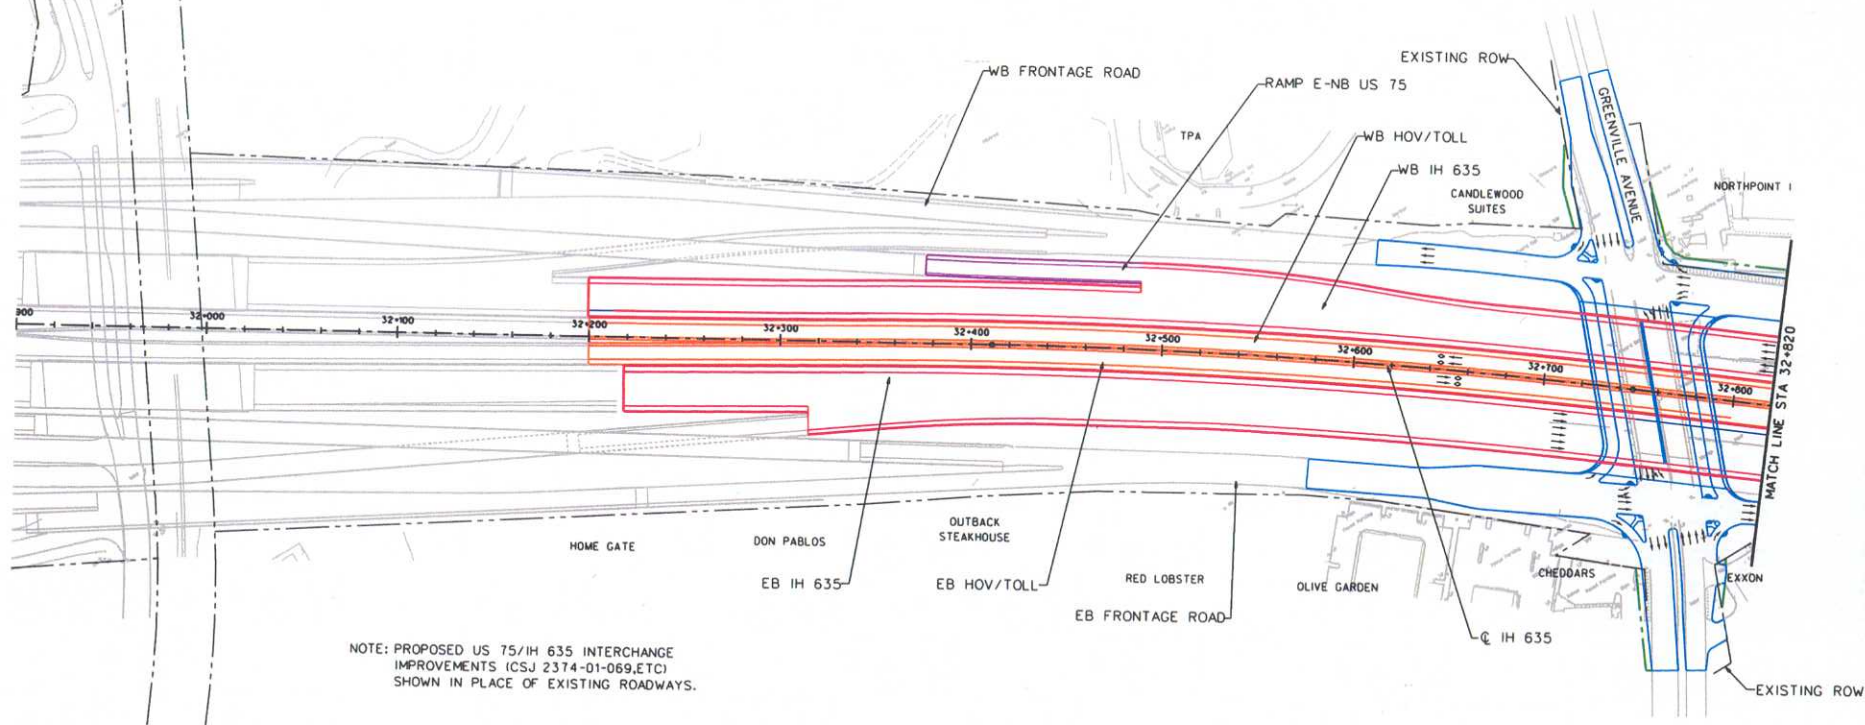 EXISTING ROW
WB FRONTAGE ROAD
RAMP E-NB US 75
GREENVILLE AVENUE
TPA
WB HOV/TOLL
WB IH 635
CANDLEWOOD
SUITES
NORTHPOINT I
32+000
32+100
32+200
32+300
32+400
32+500
32+600
32+700
32+800
MATCH LINE STA 32+820
HOME GATE
DON PABLOS
OUTBACK
STEAKHOUSE
EB IH 635
EB HOV/TOLL
RED LOBSTER
OLIVE GARDEN
CHEDDARS
EXXON
EB FRONTAGE ROAD
℄ IH 635
NOTE: PROPOSED US 75/IH 635 INTERCHANGE
IMPROVEMENTS (CSJ 2374-01-069,ETC)
SHOWN IN PLACE OF EXISTING ROADWAYS.
EXISTING ROW